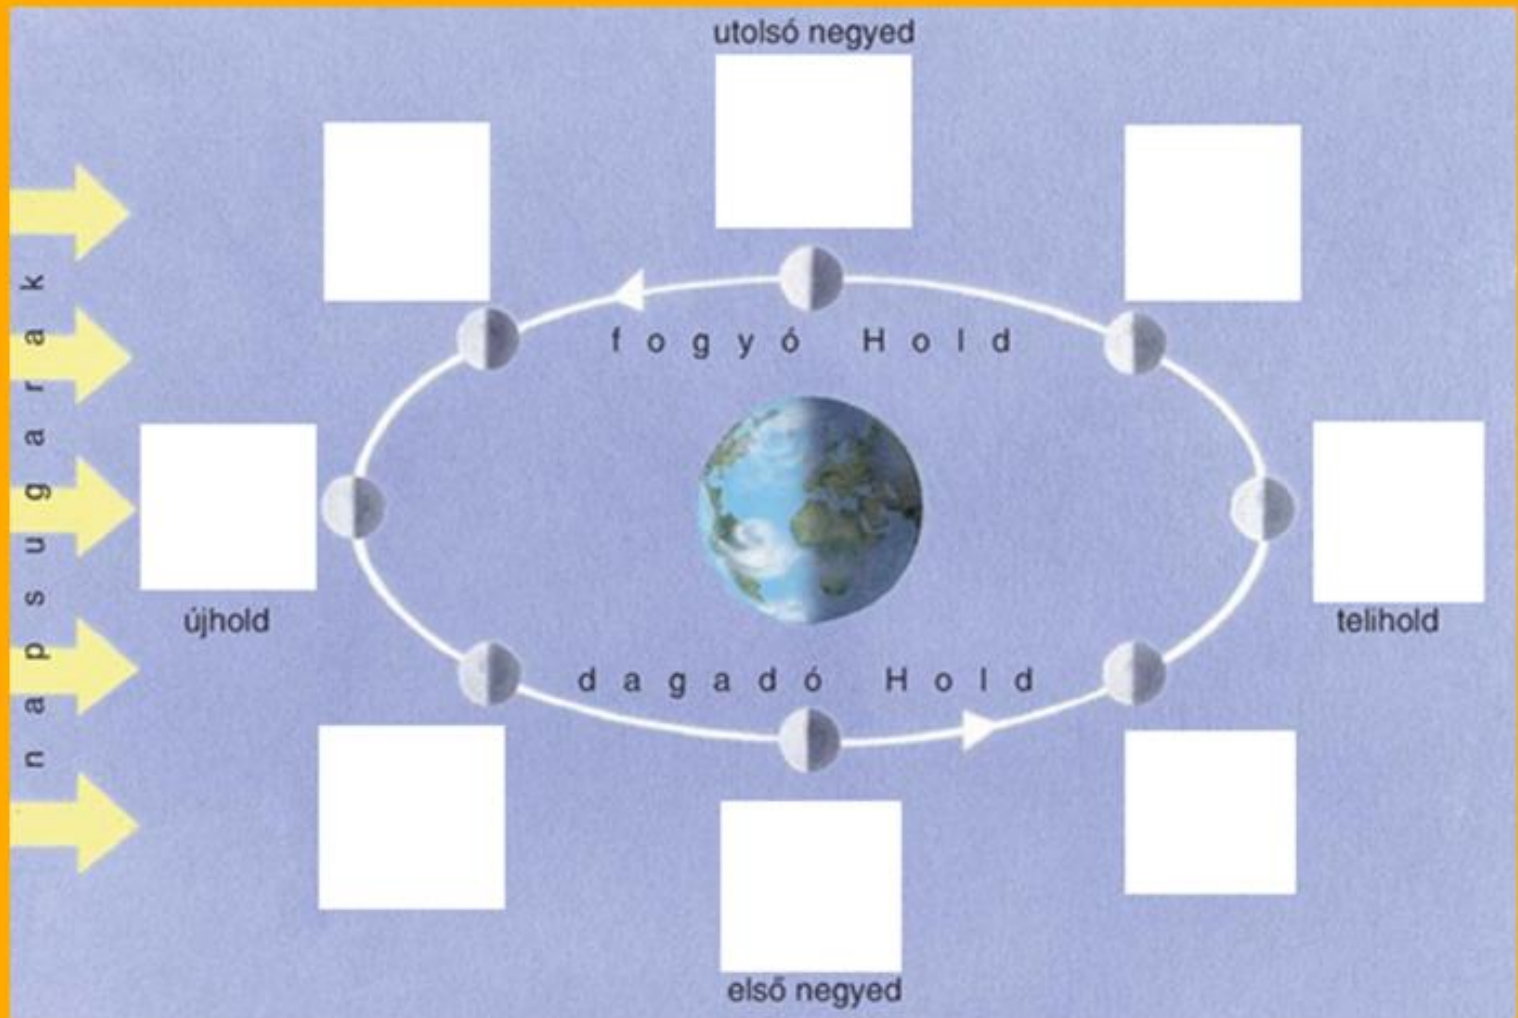 utolsó negyed
napsugarak
fogyó Hold
újhold
telihold
dagadó Hold
első negyed